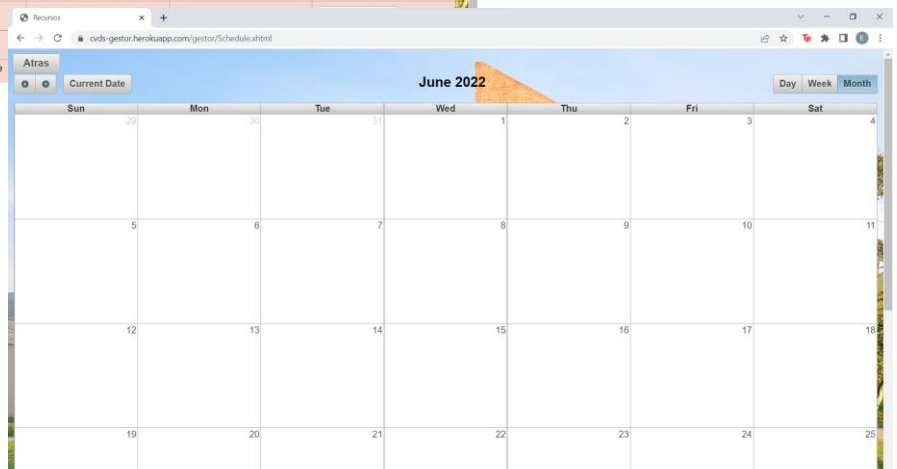 Recursos
cvds-gestor.herokuapp.com/gestor/Schedule.xhtml
E
Atras
Current Date
June 2022
Day Week Month
Sun Mon Tue Wed Thu Fri Sat
29 30 31 1 2 3 4
5 6 7 8 9 10 11
12 13 14 15 16 17 18
19 20 21 22 23 24 25